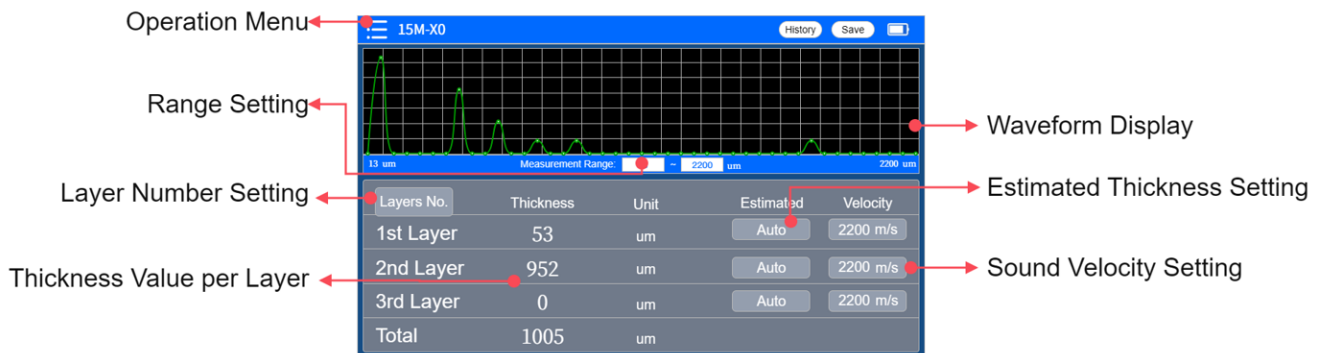 Operation Menu
15M-X0
History
Save
Range Setting
Waveform Display
13 um
Measurement Range:
~
2200
um
2200 um
Layer Number Setting
Estimated Thickness Setting
Layers No. Thickness Unit Estimated Velocity
1st Layer 53 um Auto 2200 m/s
Thickness Value per Layer
Sound Velocity Setting
2nd Layer 952 um Auto 2200 m/s
3rd Layer 0 um Auto 2200 m/s
Total 1005 um